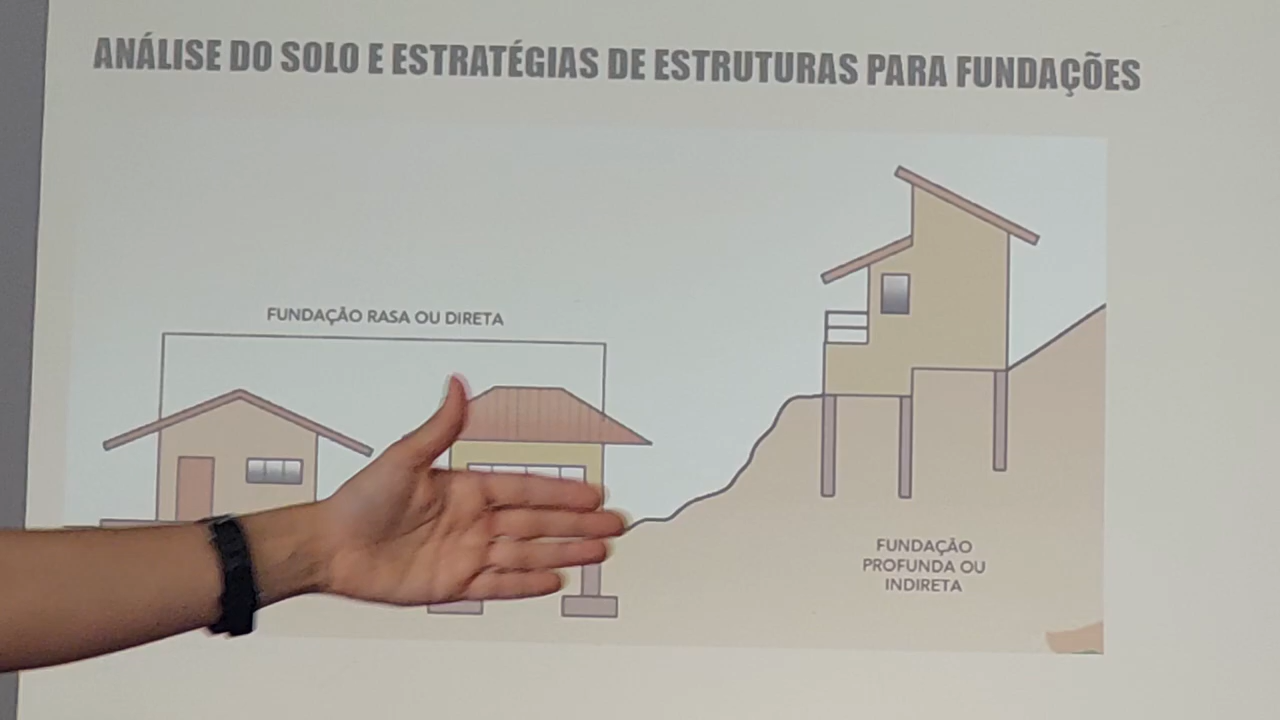 ANÁLISE DO SOLO E ESTRATÉGIAS DE ESTRUTURAS PARA FUNDAÇÕES
FUNDAÇÃO RASA OU DIRETA
FUNDAÇÃO
PROFUNDA OU
INDIRETA